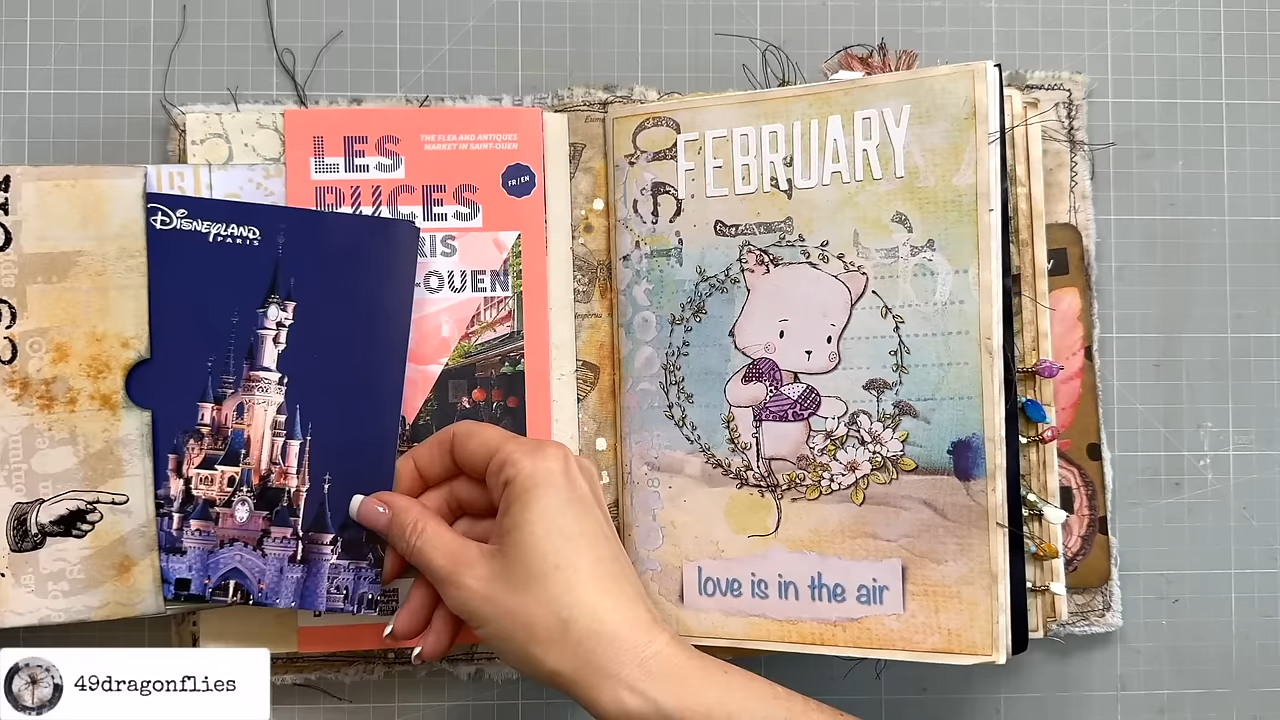 DISNEYLAND
PARIS
LES
PUCES
THE FLEA AND ANTIQUES
MARKET IN SAINT-OUEN
FR / EN
OUEN
FEBRUARY
love is in the air
49dragonflies